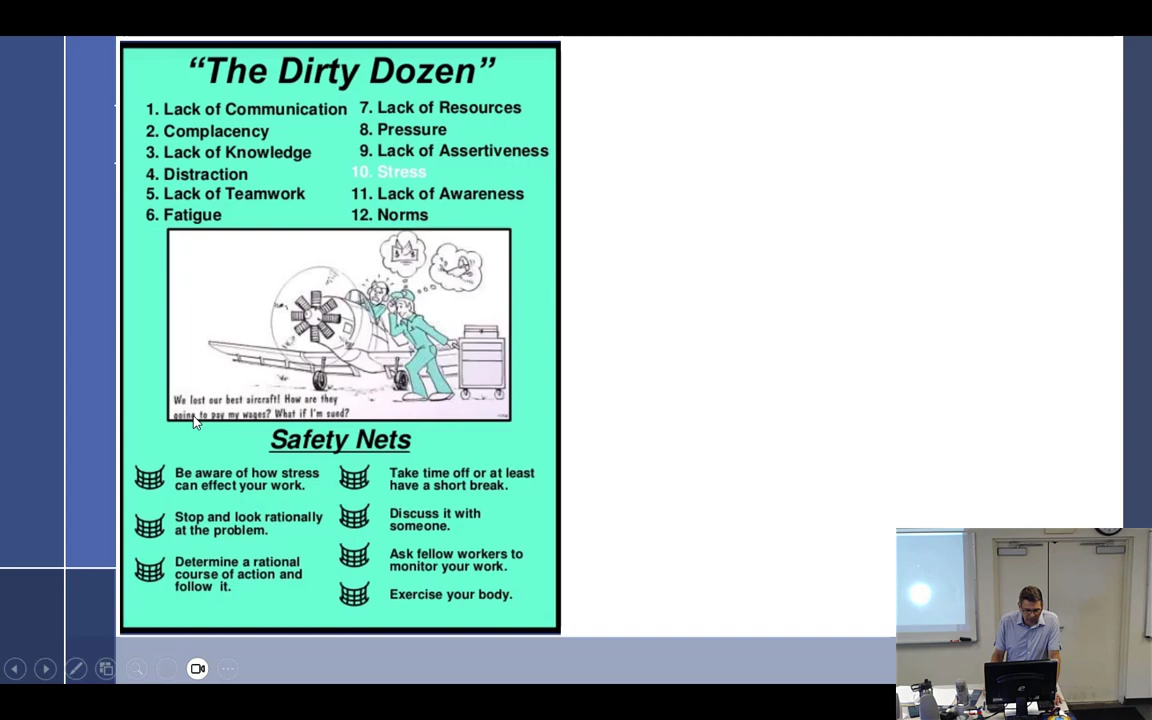 “The Dirty Dozen”
1. Lack of Communication
2. Complacency
3. Lack of Knowledge
4. Distraction
5. Lack of Teamwork
6. Fatigue
7. Lack of Resources
8. Pressure
9. Lack of Assertiveness
10. Stress
11. Lack of Awareness
12. Norms
We lost our best aircraft! How are they
going to pay my wages? What if I'm sued?
Safety Nets
Be aware of how stress
can effect your work.
Stop and look rationally
at the problem.
Determine a rational
course of action and
follow it.
Take time off or at least
have a short break.
Discuss it with
someone.
Ask fellow workers to
monitor your work.
Exercise your body.